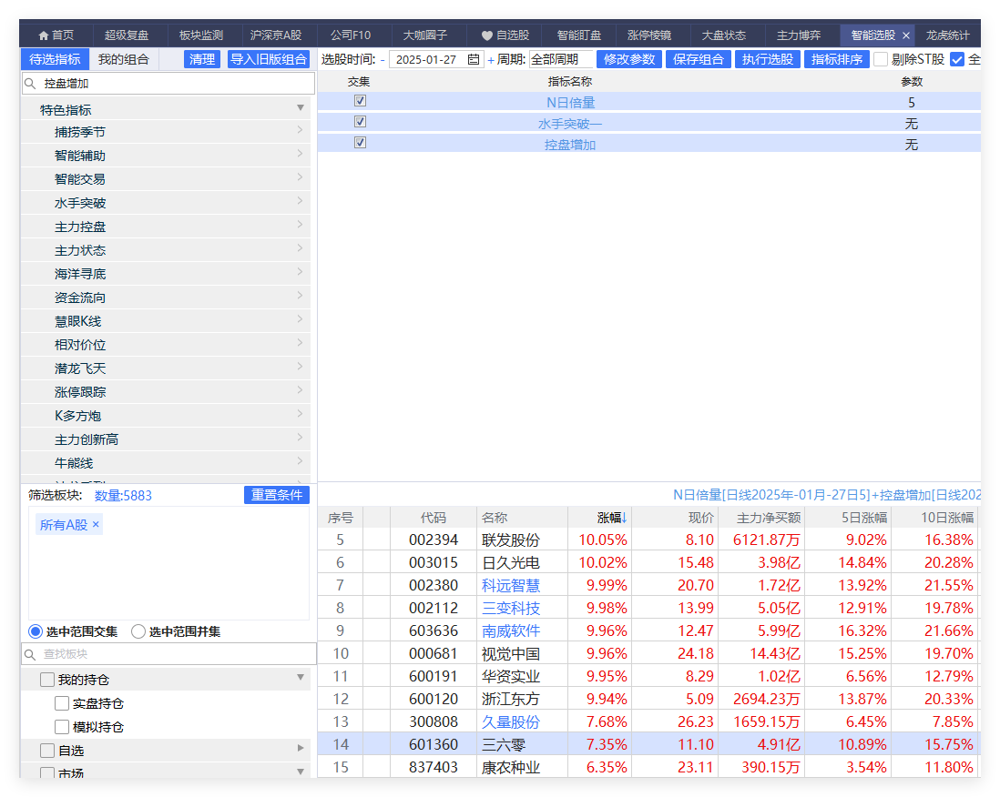 首页 超级复盘 板块监测 沪深京A股 公司F10 大咖圈子 自选股 智能盯盘 涨停棱镜 大盘状态 主力博弈 智能选股 × 龙虎统计
待选指标 我的组合 清理 导入旧版组合 选股时间: - 2025-01-27 + 周期: 全部周期 修改参数 保存组合 执行选股 指标排序 剔除ST股 全
控盘增加
交集 指标名称 参数
N日倍量 5
水手突破一 无
控盘增加 无
特色指标
捕捞季节
智能辅助
智能交易
水手突破
主力控盘
主力状态
海洋寻底
资金流向
慧眼K线
相对价位
潜龙飞天
涨停跟踪
K多方炮
主力创新高
牛能线
筛选板块: 数量:5883 重置条件
所有A股 ×
选中范围交集 选中范围并集
查找板块
我的持仓
实盘持仓
模拟持仓
自选
市场
N日倍量[日线2025年-01月-27日5]+控盘增加[日线202
序号 代码 名称 涨幅↓ 现价 主力净买额 5日涨幅 10日涨幅
5 002394 联发股份 10.05% 8.10 6121.87万 9.02% 16.38%
6 003015 日久光电 10.02% 15.48 3.98亿 14.84% 20.28%
7 002380 科远智慧 9.99% 20.70 1.72亿 13.92% 21.55%
8 002112 三变科技 9.98% 13.99 5.05亿 12.91% 19.78%
9 603636 南威软件 9.96% 12.47 5.99亿 16.32% 21.66%
10 000681 视觉中国 9.96% 24.18 14.43亿 15.25% 19.70%
11 600191 华资实业 9.95% 8.29 1.02亿 6.56% 12.79%
12 600120 浙江东方 9.94% 5.09 2694.23万 13.87% 20.33%
13 300808 久量股份 7.68% 26.23 1659.15万 6.45% 7.85%
14 601360 三六零 7.35% 11.10 4.91亿 10.89% 15.75%
15 837403 康农种业 6.35% 23.11 390.15万 3.54% 11.80%